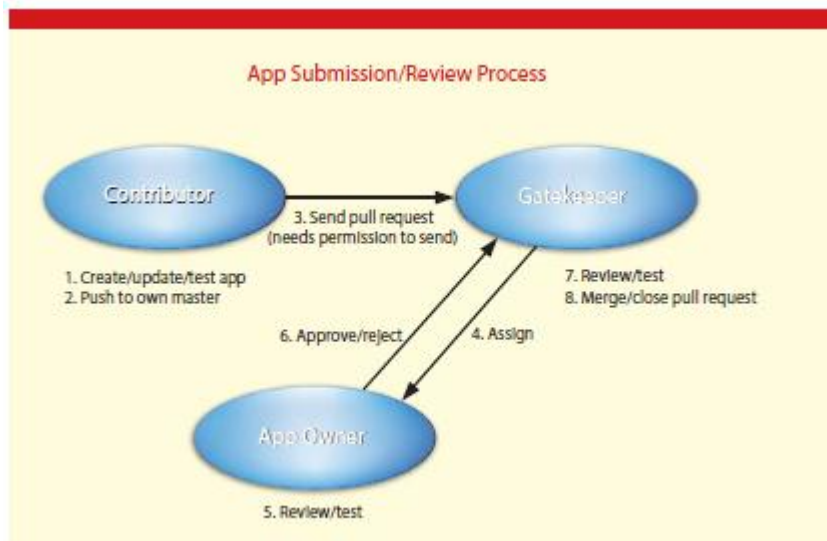 App Submission/Review Process
Contributor
Gatekeeper
3. Send pull request
(needs permission to send)
1. Create/update/test app
2. Push to own master
7. Review/test
8. Merge/close pull request
6. Approve/reject
4. Assign
App Owner
5. Review/test